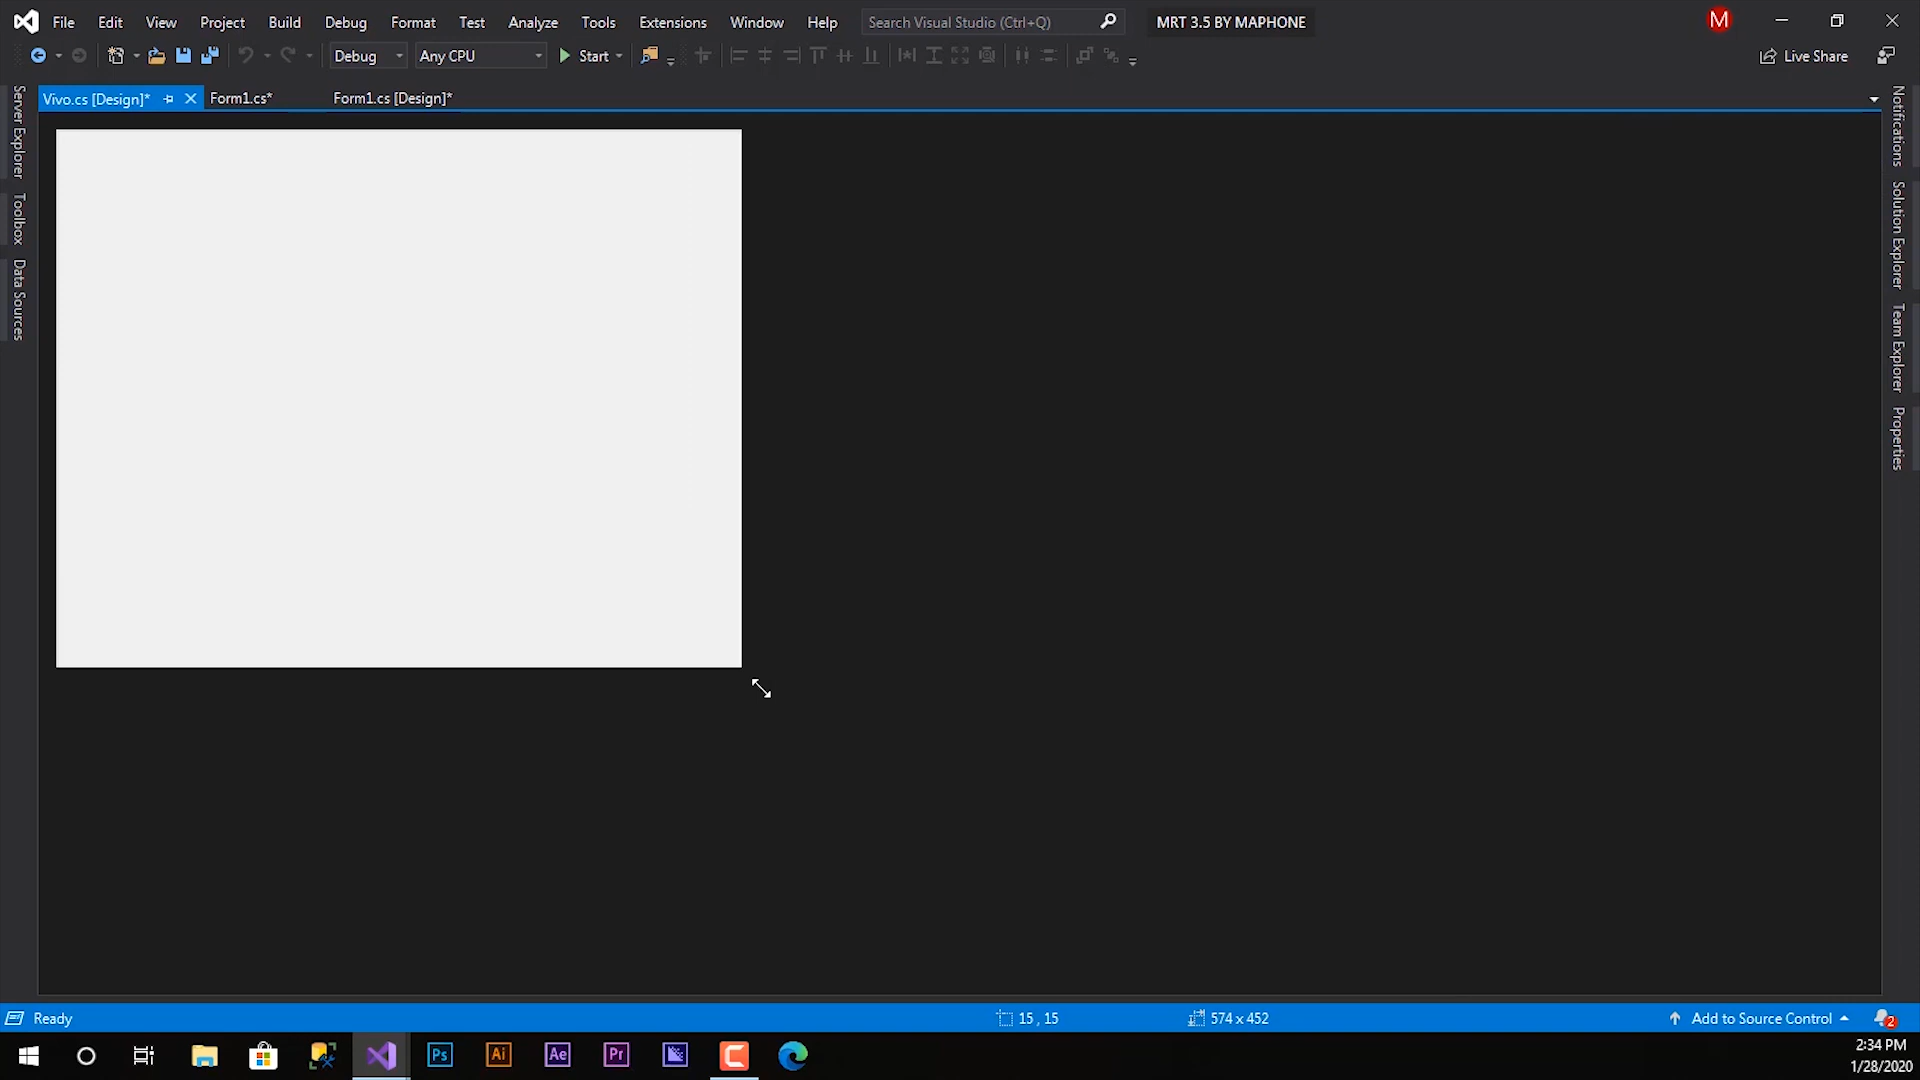 File Edit View Project Build Debug Format Test Analyze Tools Extensions Window Help Search Visual Studio (Ctrl+Q) MRT 3.5 BY MAPHONE M
Debug Any CPU Start Live Share
Vivo.cs [Design]* Form1.cs* Form1.cs [Design]*
Server Explorer
Toolbox
Data Sources
Notifications
Solution Explorer
Team Explorer
Properties
Ready 15 , 15 574 x 452 Add to Source Control 2
Ps Ai Ae Pr
2:34 PM
1/28/2020